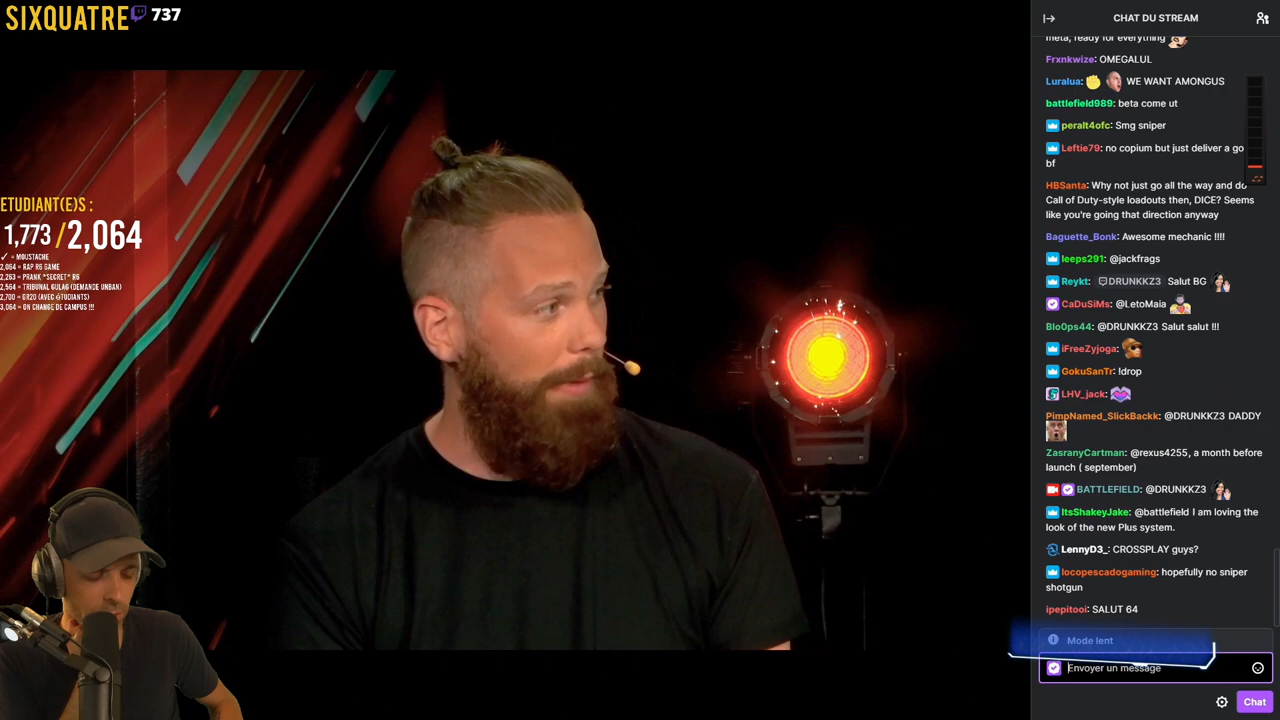 SIXQUATRE 737
ETUDIANT(E)S :
1,773 / 2,064
✓ = MOUSTACHE
2,064 = RAP R6 GAME
2,263 = PRANK *SECRET* R6
2,564 = TRIBUNAL GULAG (DEMANDE UNBAN)
2,700 = GR20 (AVEC ÉTUDIANTS)
3,064 = ON CHANGE DE CAMPUS !!!
CHAT DU STREAM
meta, ready for everything
Frxnkwize: OMEGALUL
Luralua: WE WANT AMONGUS
battlefield989: beta come ut
peralt4ofc: Smg sniper
Leftie79: no copium but just deliver a go
bf
HBSanta: Why not just go all the way and do
Call of Duty-style loadouts then, DICE? Seems
like you're going that direction anyway
Baguette_Bonk: Awesome mechanic !!!!
leeps291: @jackfrags
Reykt: DRUNKKZ3 Salut BG
CaDuSiMs: @LetoMaia
Blo0ps44: @DRUNKKZ3 Salut salut !!!
iFreeZyjoga:
GokuSanTr: !drop
LHV_jack:
PimpNamed_SlickBackk: @DRUNKKZ3 DADDY
ZasranyCartman: @rexus4255, a month before
launch ( september)
BATTLEFIELD: @DRUNKKZ3
ItsShakeyJake: @battlefield I am loving the
look of the new Plus system.
LennyD3_: CROSSPLAY guys?
locopescadogaming: hopefully no sniper
shotgun
ipepitooi: SALUT 64
Mode lent
Envoyer un message
Chat